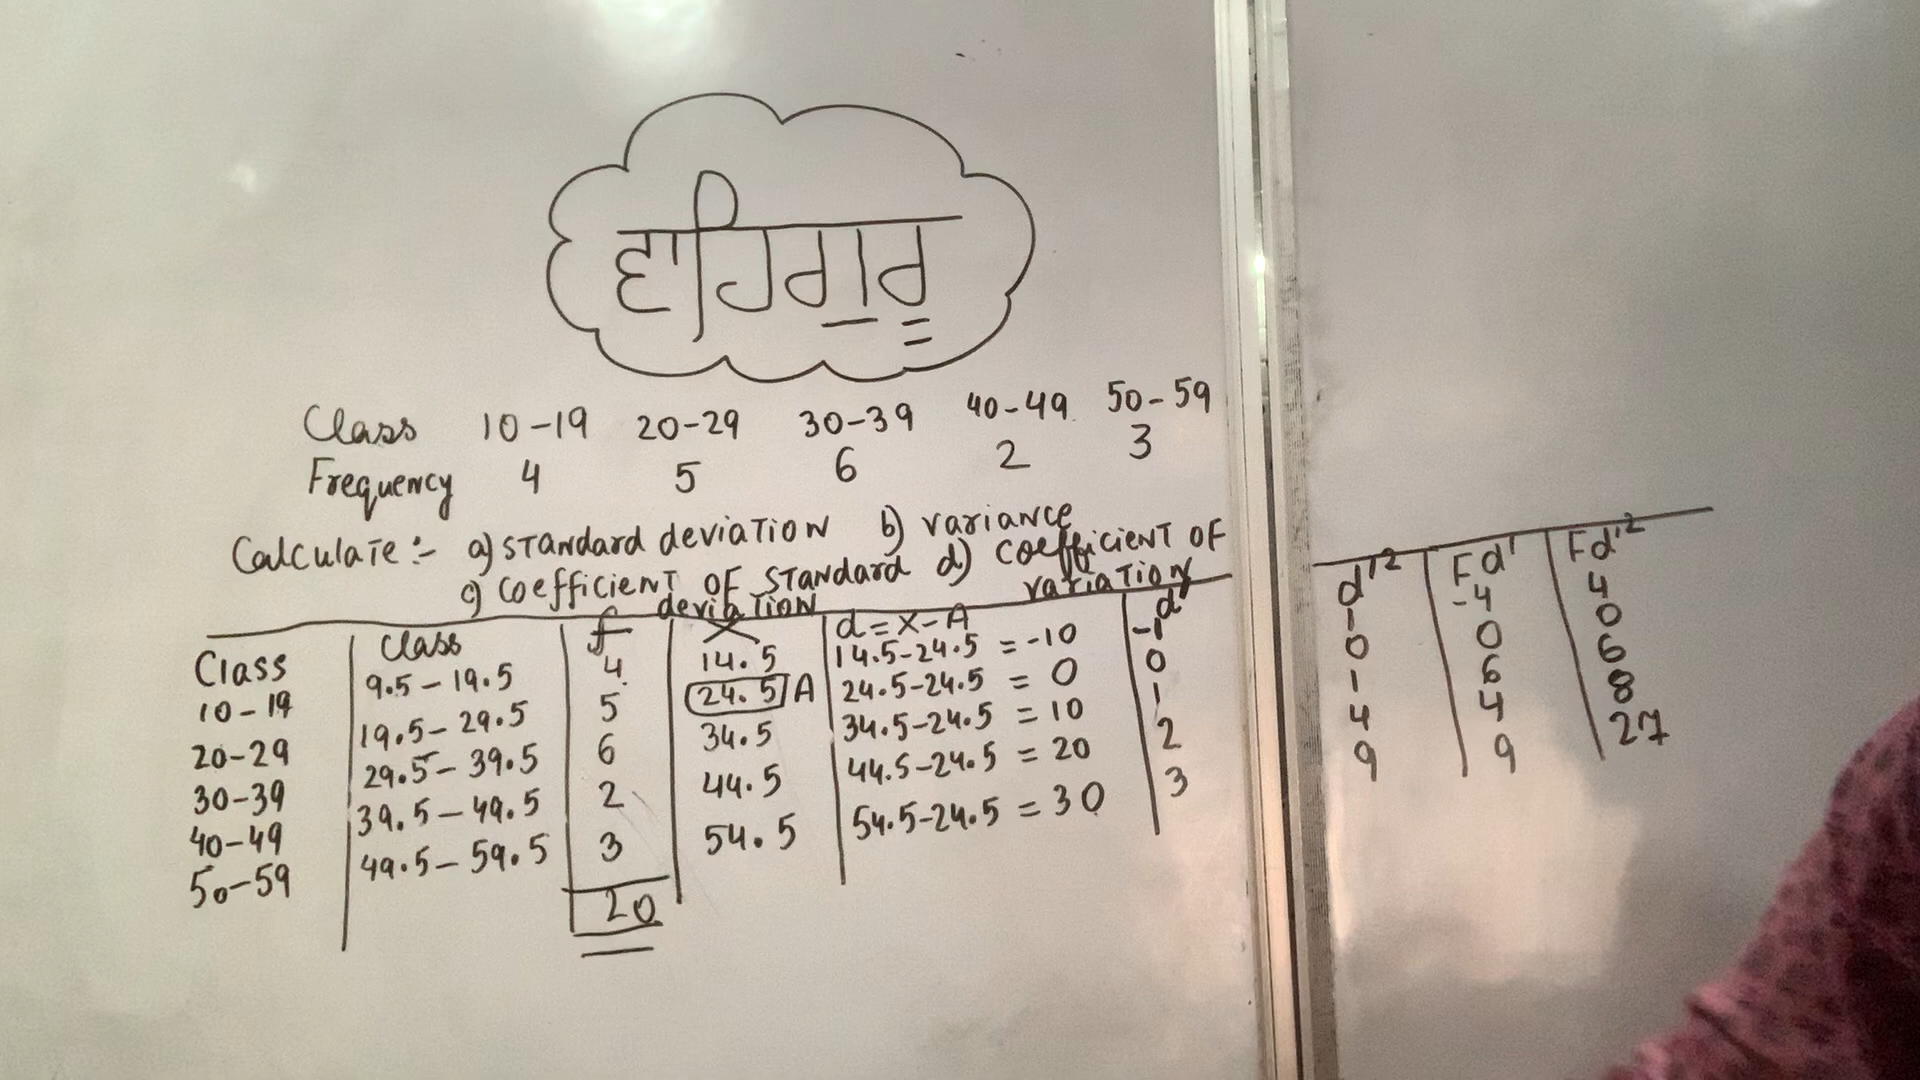 ਵਾਹਿਗੁਰੂ
Class 10-19 20-29 30-39 40-49 50-59
Frequency 4 5 6 2 3
Calculate :- a) standard deviation b) variance
c) coefficient of standard deviation d) coefficient of variation
Class class f X d = X-A d' d'² Fd' Fd'²
10-19 9.5-19.5 4 14.5 14.5-24.5 = -10 -1 1 -4 4
20-29 19.5-29.5 5 24.5 A 24.5-24.5 = 0 0 0 0 0
30-39 29.5-39.5 6 34.5 34.5-24.5 = 10 1 1 6 6
40-49 39.5-49.5 2 44.5 44.5-24.5 = 20 2 4 4 8
50-59 49.5-59.5 3 54.5 54.5-24.5 = 30 3 9 9 27
20